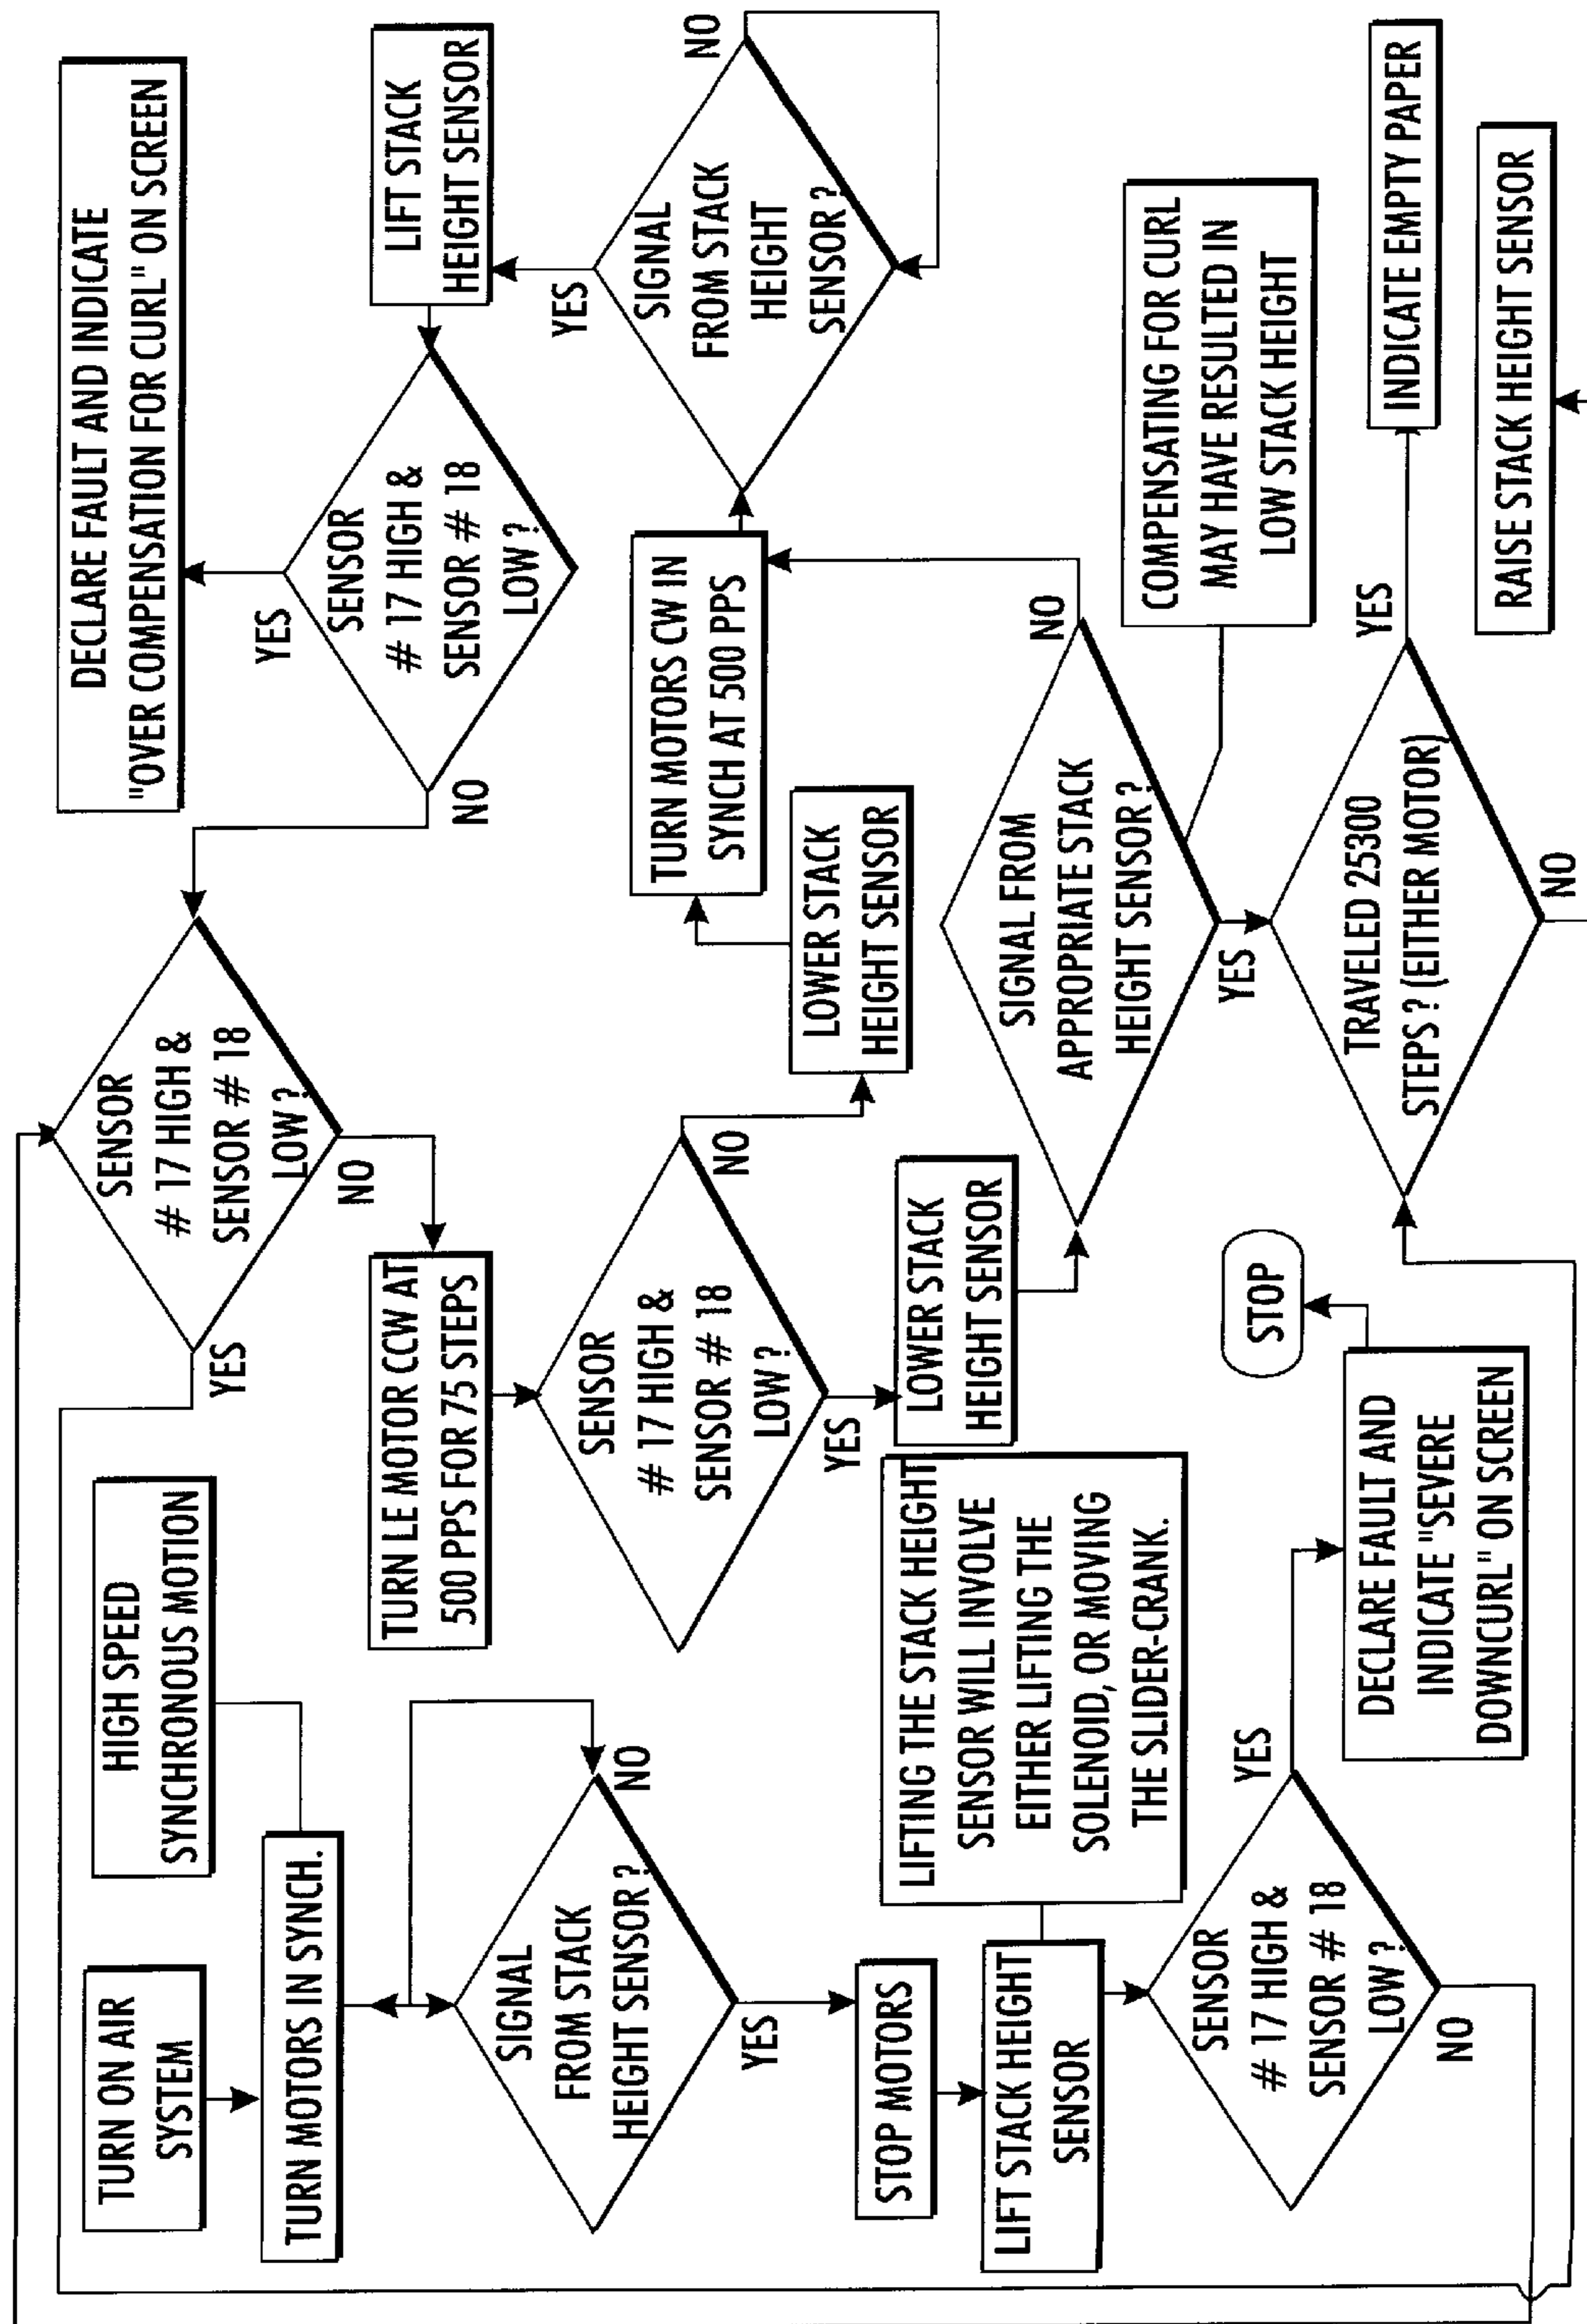 TURN ON AIR
SYSTEM
HIGH SPEED
SYNCHRONOUS MOTION
TURN MOTORS IN SYNCH.
SIGNAL
FROM STACK
HEIGHT SENSOR?
NO
YES
STOP MOTORS
LIFT STACK HEIGHT
SENSOR
LIFTING THE STACK HEIGHT
SENSOR WILL INVOLVE
EITHER LIFTING THE
SOLENOID, OR MOVING
THE SLIDER-CRANK.
SENSOR
# 17 HIGH &
SENSOR # 18
LOW?
YES
NO
DECLARE FAULT AND
INDICATE "SEVERE
DOWNCURL" ON SCREEN
STOP
SENSOR
# 17 HIGH &
SENSOR # 18
LOW?
YES
NO
TURN LE MOTOR CCW AT
500 PPS FOR 75 STEPS
SENSOR
# 17 HIGH &
SENSOR # 18
LOW?
NO
YES
LOWER STACK
HEIGHT SENSOR
LOWER STACK
HEIGHT SENSOR
SIGNAL FROM
APPROPRIATE STACK
HEIGHT SENSOR?
NO
YES
COMPENSATING FOR CURL
MAY HAVE RESULTED IN
LOW STACK HEIGHT
TRAVELED 25300
STEPS? (EITHER MOTOR)
YES
NO
INDICATE EMPTY PAPER
RAISE STACK HEIGHT SENSOR
DECLARE FAULT AND INDICATE
"OVER COMPENSATION FOR CURL" ON SCREEN
YES
SENSOR
# 17 HIGH &
SENSOR # 18
LOW?
NO
LIFT STACK
HEIGHT SENSOR
YES
SIGNAL
FROM STACK
HEIGHT
SENSOR?
NO
TURN MOTORS CW IN
SYNCH AT 500 PPS